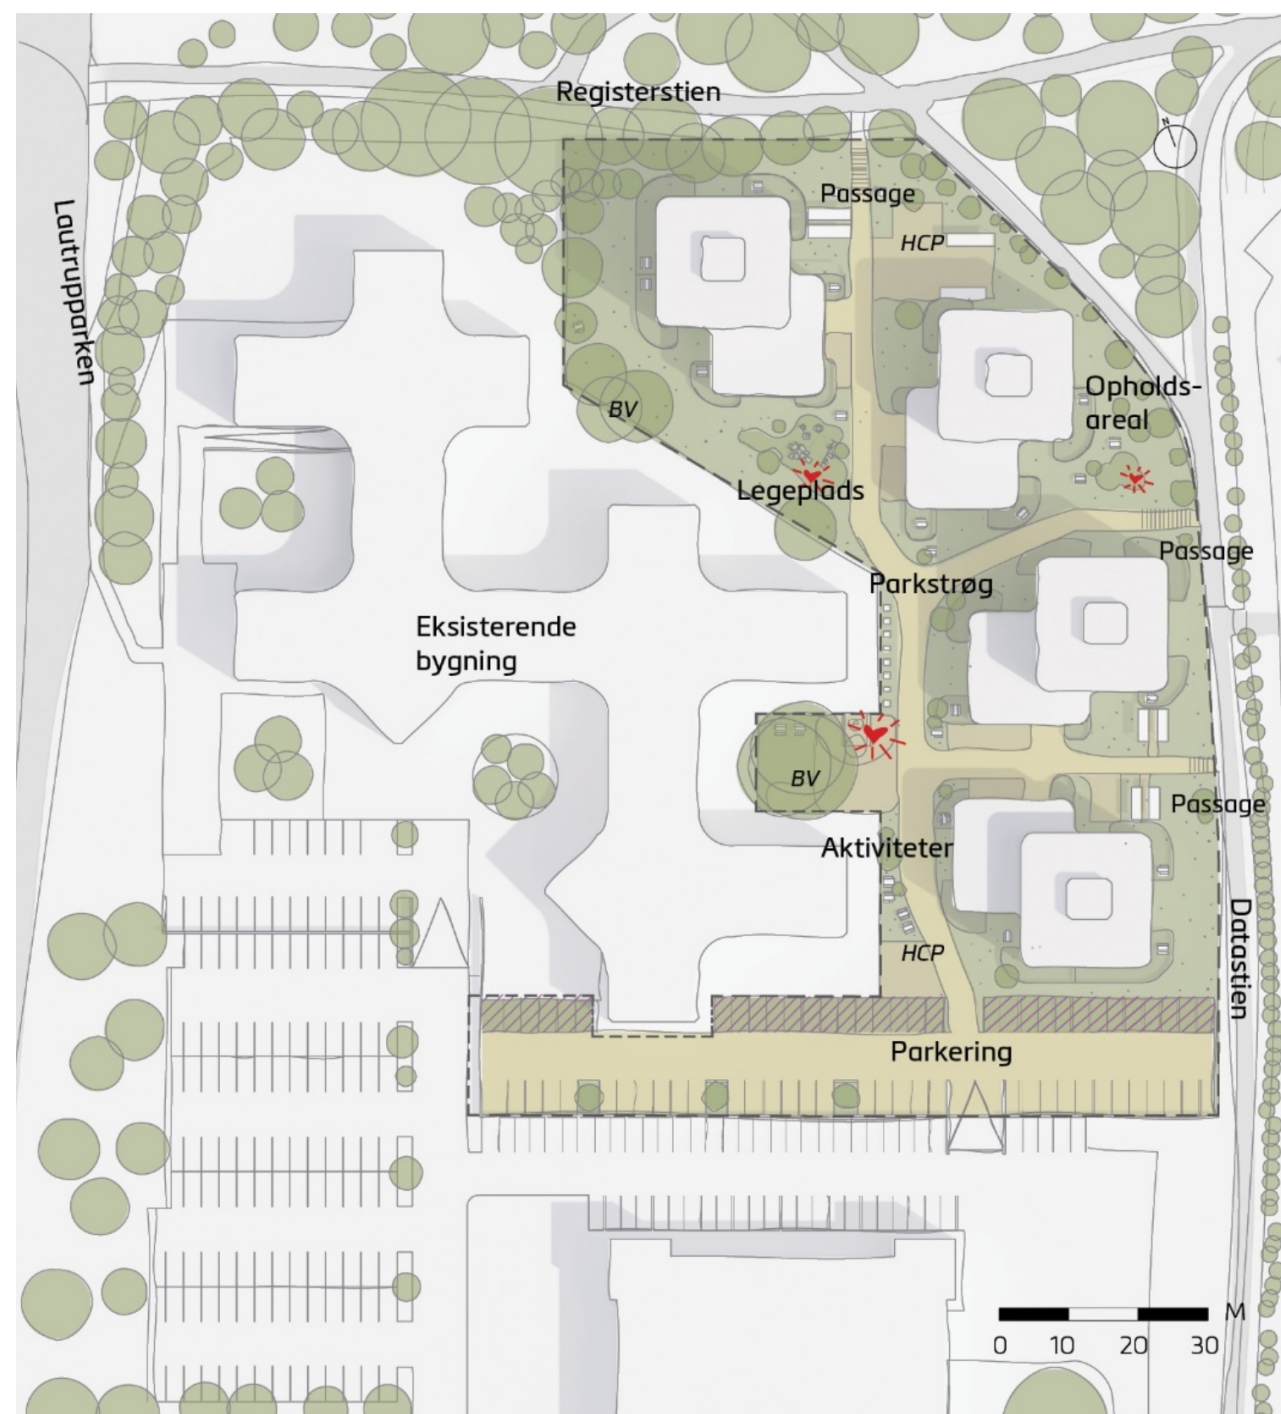 Registerstien
N
Passage
Lautrupparken
HCP
Opholds-
areal
BV
Legeplads
Passage
Parkstrøg
Eksisterende
bygning
BV
Passage
Aktiviteter
Datastien
HCP
Parkering
M
0 10 20 30